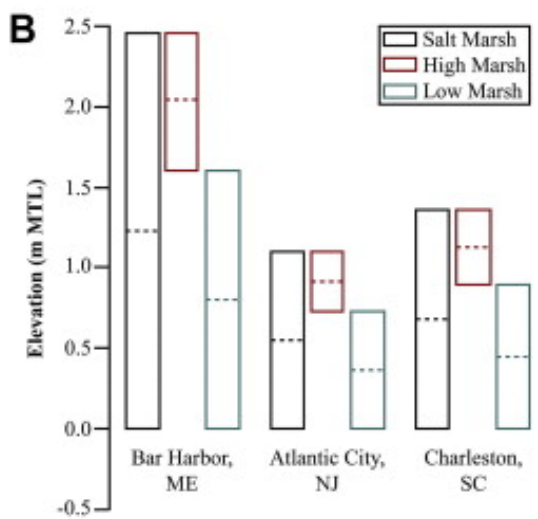 B
Salt Marsh
High Marsh
Low Marsh
Elevation (m MTL)
2.5
2.0
1.5
1.0
0.5
0.0
-0.5
Bar Harbor,
ME
Atlantic City,
NJ
Charleston,
SC